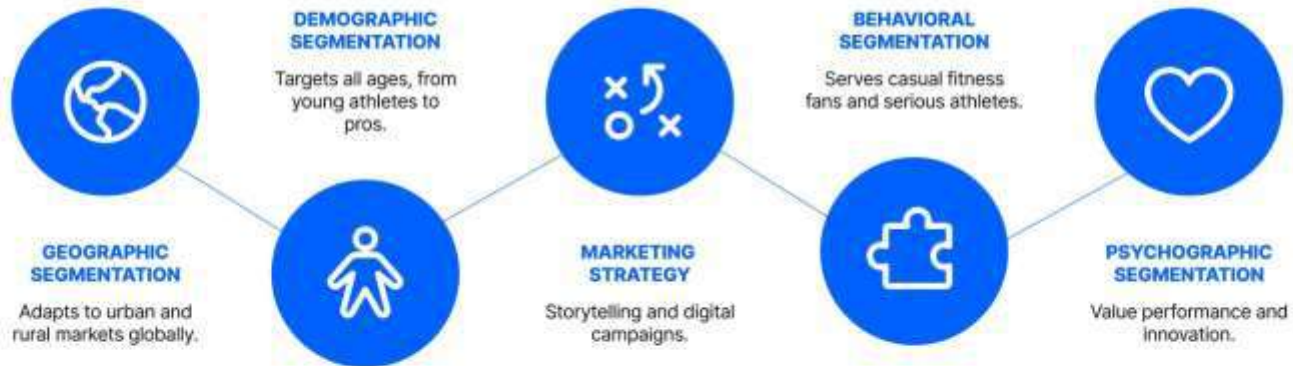 GEOGRAPHIC
SEGMENTATION
Adapts to urban and
rural markets globally.
DEMOGRAPHIC
SEGMENTATION
Targets all ages, from
young athletes to
pros.
MARKETING
STRATEGY
Storytelling and digital
campaigns.
BEHAVIORAL
SEGMENTATION
Serves casual fitness
fans and serious athletes.
PSYCHOGRAPHIC
SEGMENTATION
Value performance and
innovation.